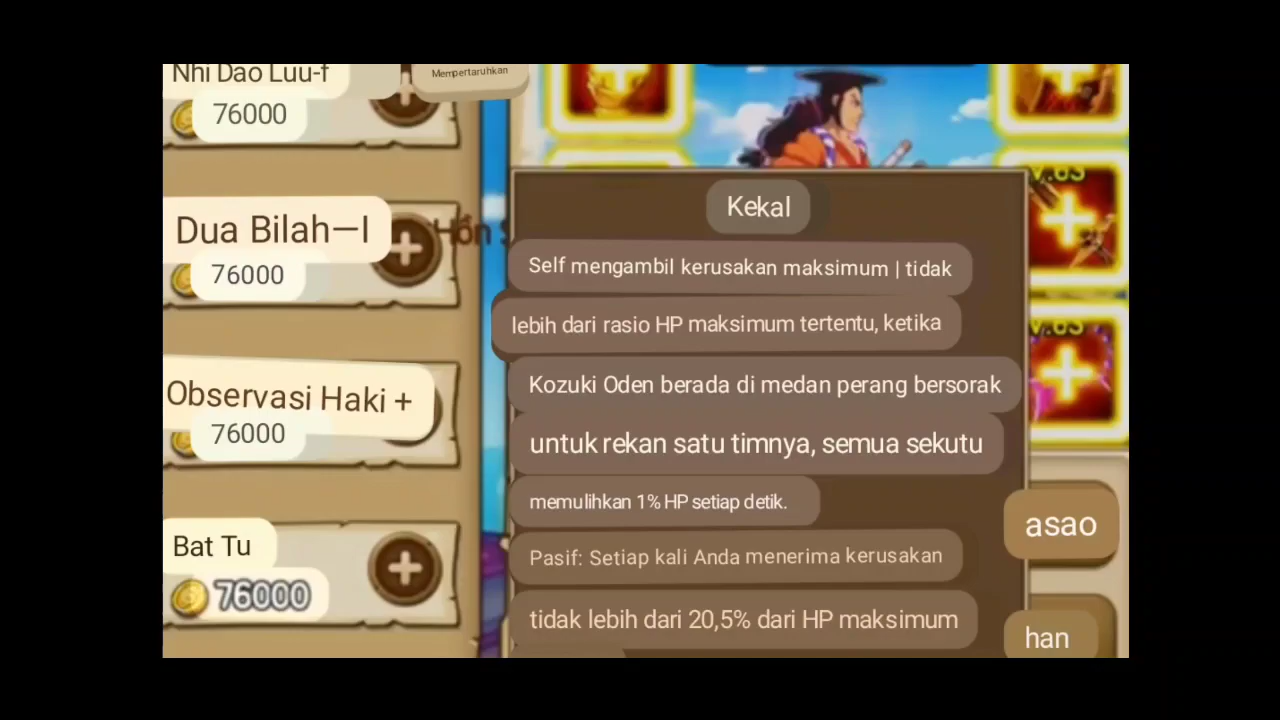 Nhi Dao Luu-f
76000
Mempertaruhkan
Dua Bilah—I
76000
Observasi Haki +
76000
Bat Tu
76000
Hồn
Kekal
Self mengambil kerusakan maksimum | tidak
lebih dari rasio HP maksimum tertentu, ketika
Kozuki Oden berada di medan perang bersorak
untuk rekan satu timnya, semua sekutu
memulihkan 1% HP setiap detik.
Pasif: Setiap kali Anda menerima kerusakan
tidak lebih dari 20,5% dari HP maksimum
V.63
V.63
asao
han